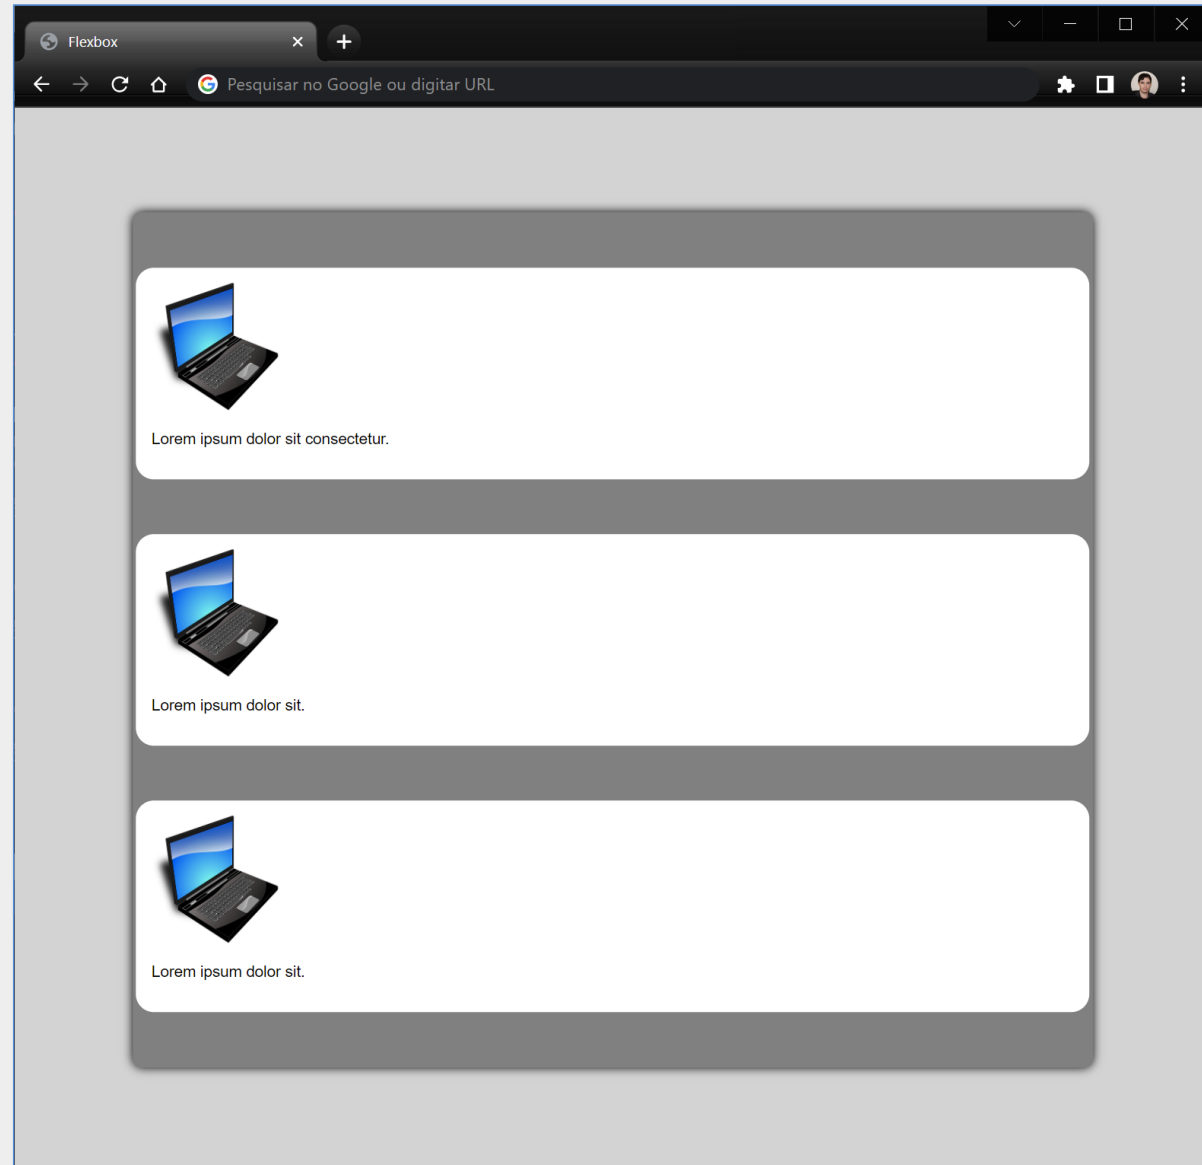 Flexbox
Pesquisar no Google ou digitar URL
Lorem ipsum dolor sit consectetur.
Lorem ipsum dolor sit.
Lorem ipsum dolor sit.